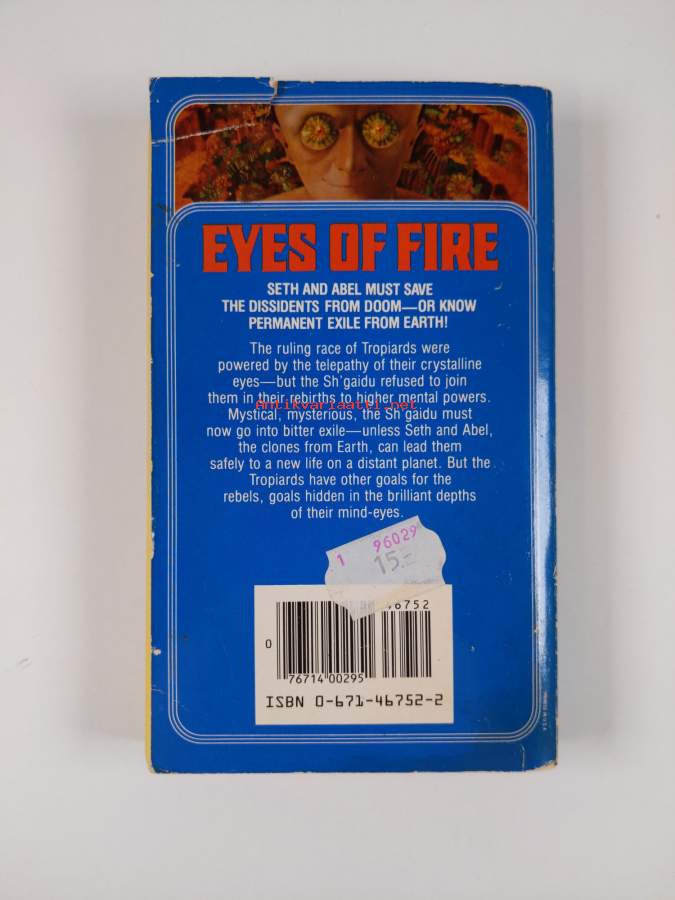 EYES OF FIRE
SETH AND ABEL MUST SAVE
THE DISSIDENTS FROM DOOM—OR KNOW
PERMANENT EXILE FROM EARTH!
The ruling race of Tropiards were
powered by the telepathy of their crystalline
eyes—but the Sh'gaidu refused to join
them in their rebirths to higher mental powers.
Antikvariaatti.net
Mystical, mysterious, the Sh'gaidu must
now go into bitter exile—unless Seth and Abel,
the clones from Earth, can lead them
safely to a new life on a distant planet. But the
Tropiards have other goals for the
rebels, goals hidden in the brilliant depths
of their mind-eyes.
1 96029
15.=
46752
0
76714 00295
ISBN 0-671-46752-2